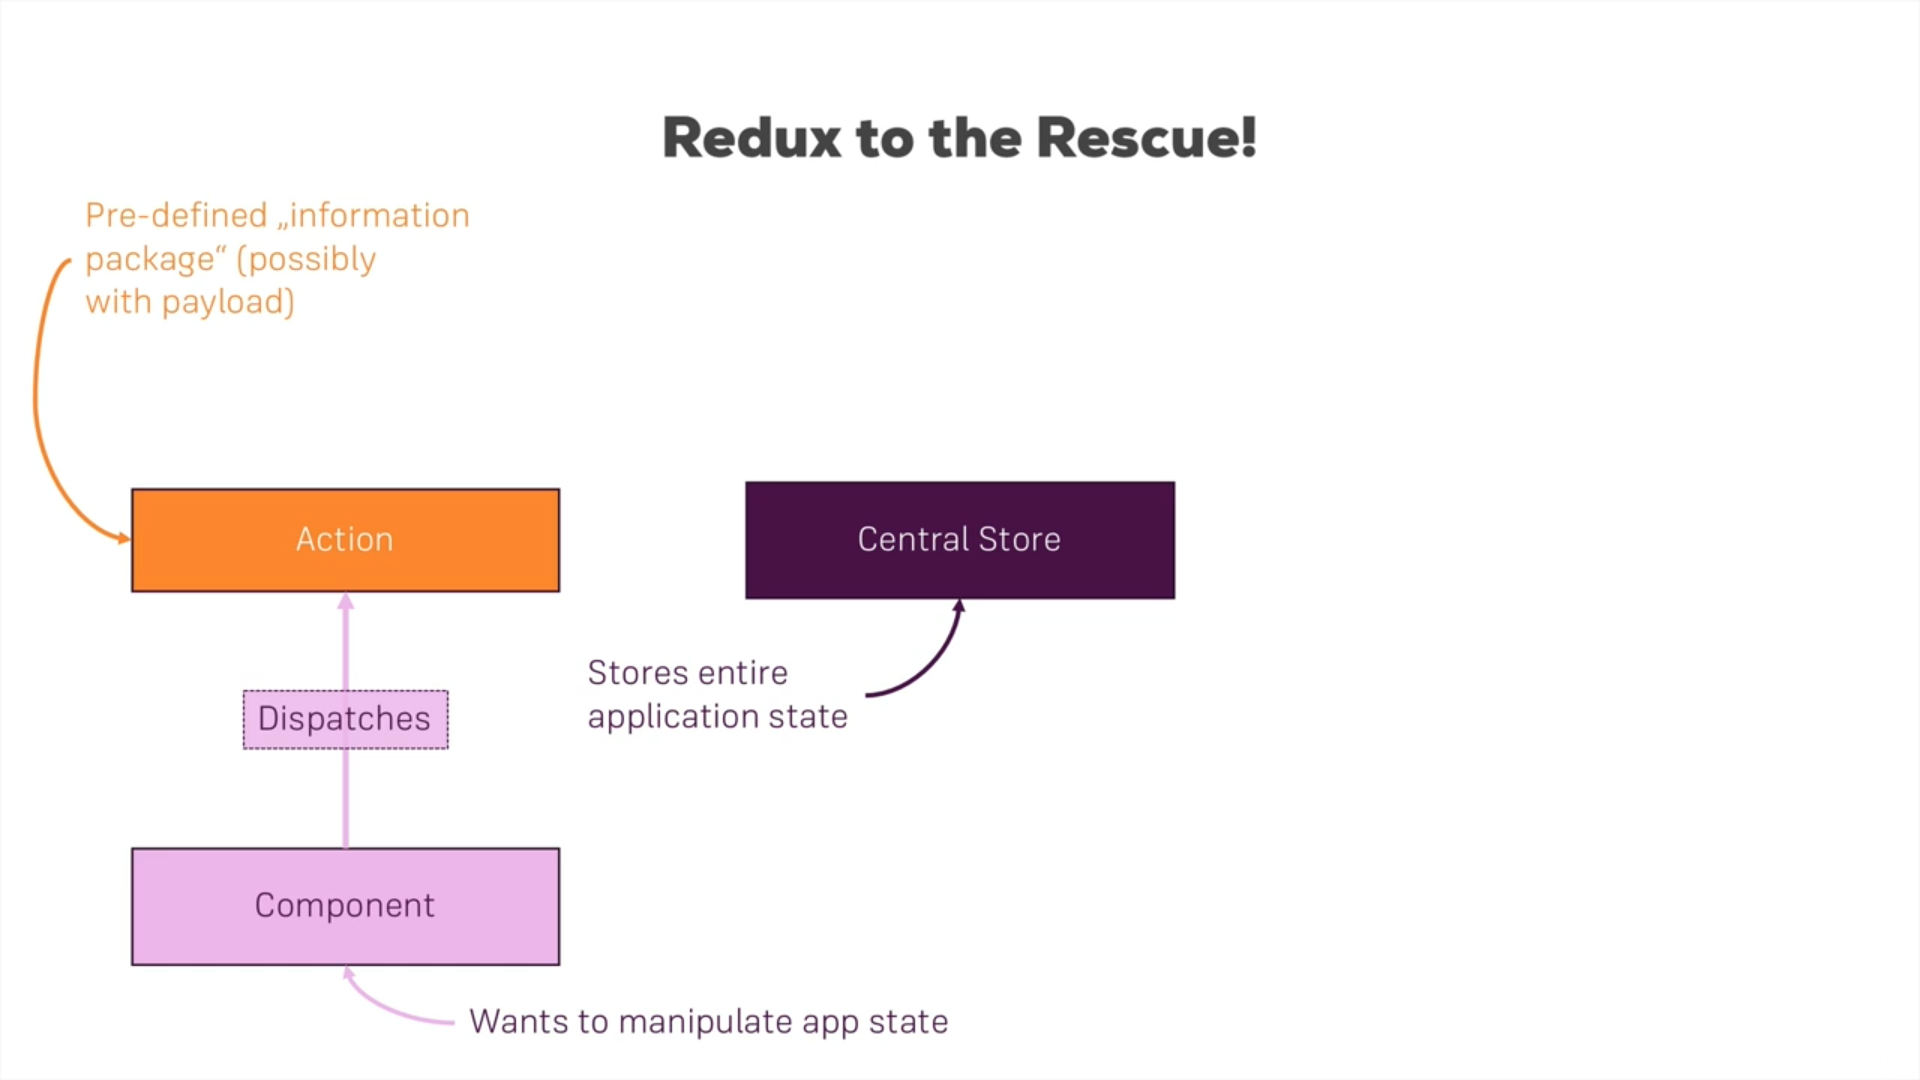 Redux to the Rescue!
Pre-defined „information
package“ (possibly
with payload)
Action
Central Store
Stores entire
application state
Dispatches
Component
Wants to manipulate app state